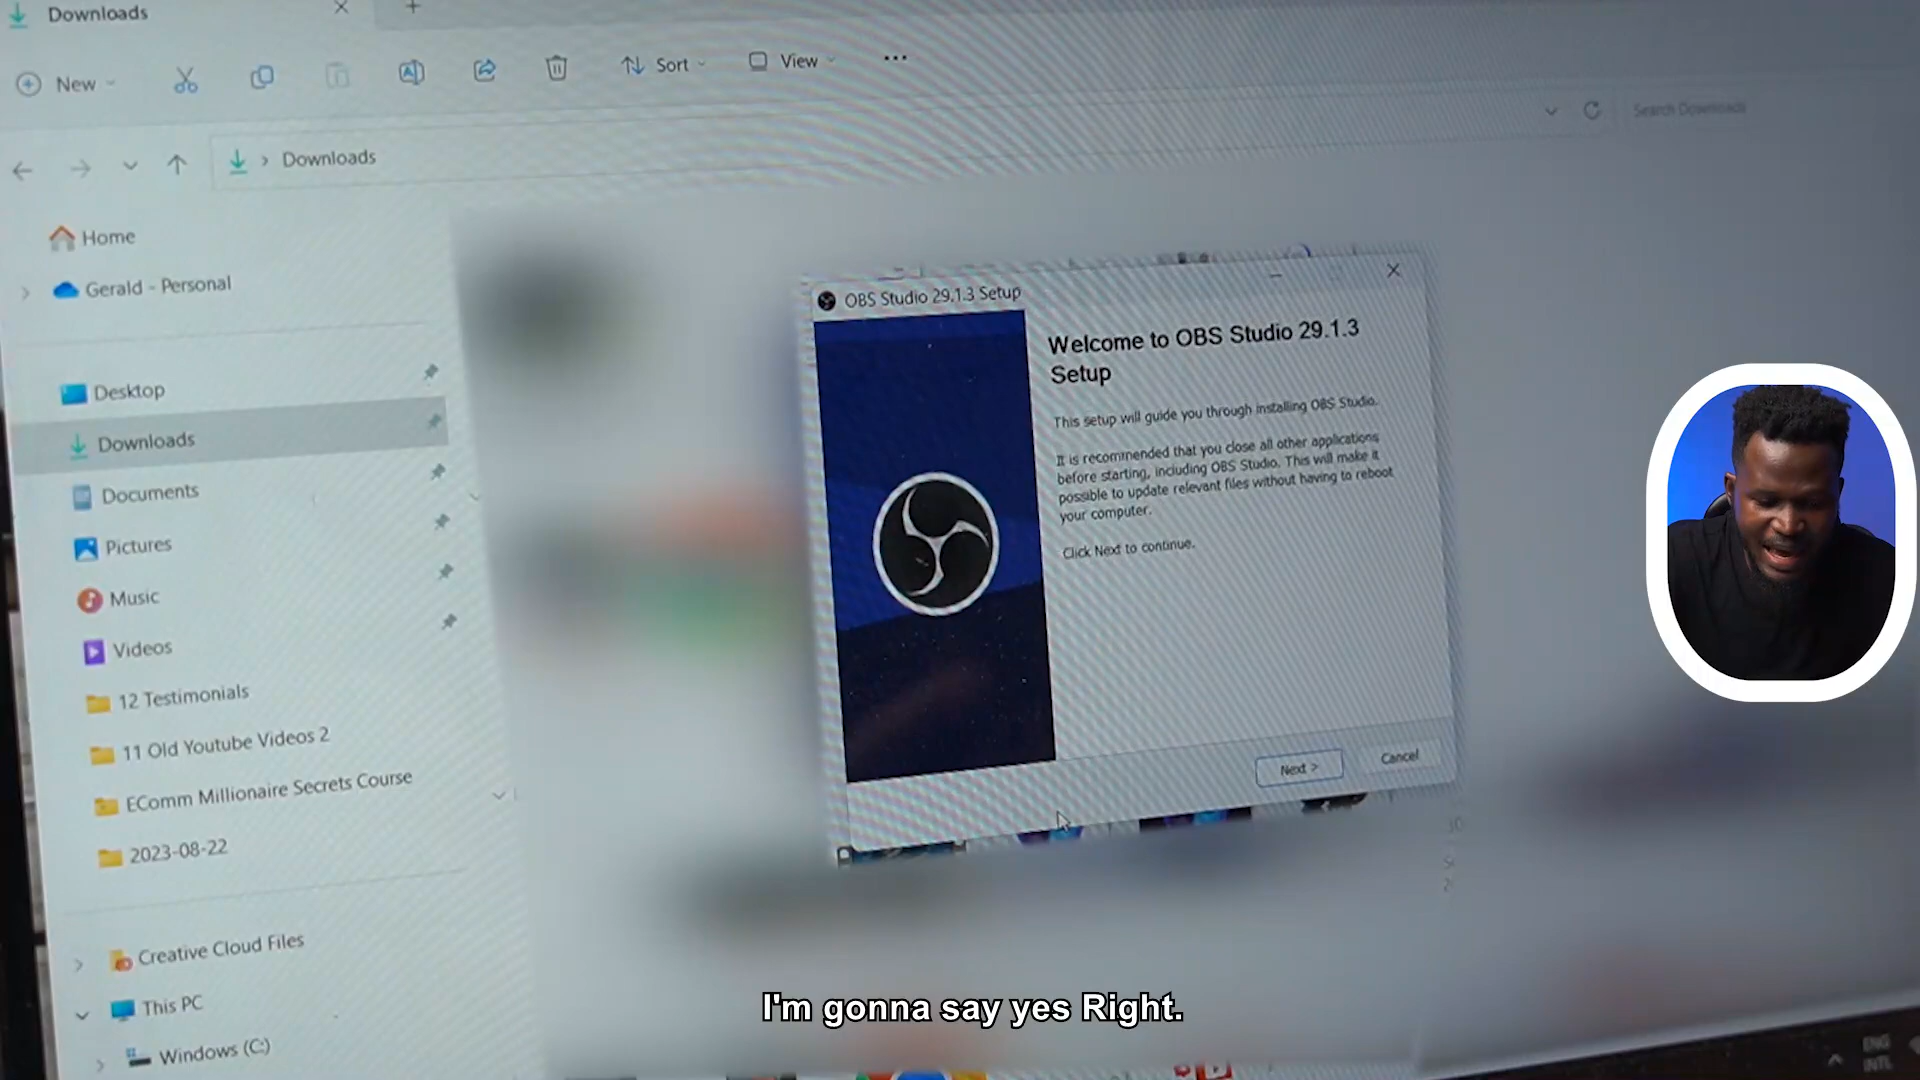 Downloads
New
Sort
View
Downloads
Search Downloads
Home
Gerald - Personal
Desktop
Downloads
Documents
Pictures
Music
Videos
12 Testimonials
11 Old Youtube Videos 2
EComm Millionaire Secrets Course
2023-08-22
Creative Cloud Files
This PC
Windows (C:)
OBS Studio 29.1.3 Setup
Welcome to OBS Studio 29.1.3
Setup
This setup will guide you through installing OBS Studio.
It is recommended that you close all other applications
before starting, including OBS Studio. This will make it
possible to update relevant files without having to reboot
your computer.
Click Next to continue.
Next >
Cancel
I'm gonna say yes Right.
ENG
INTL